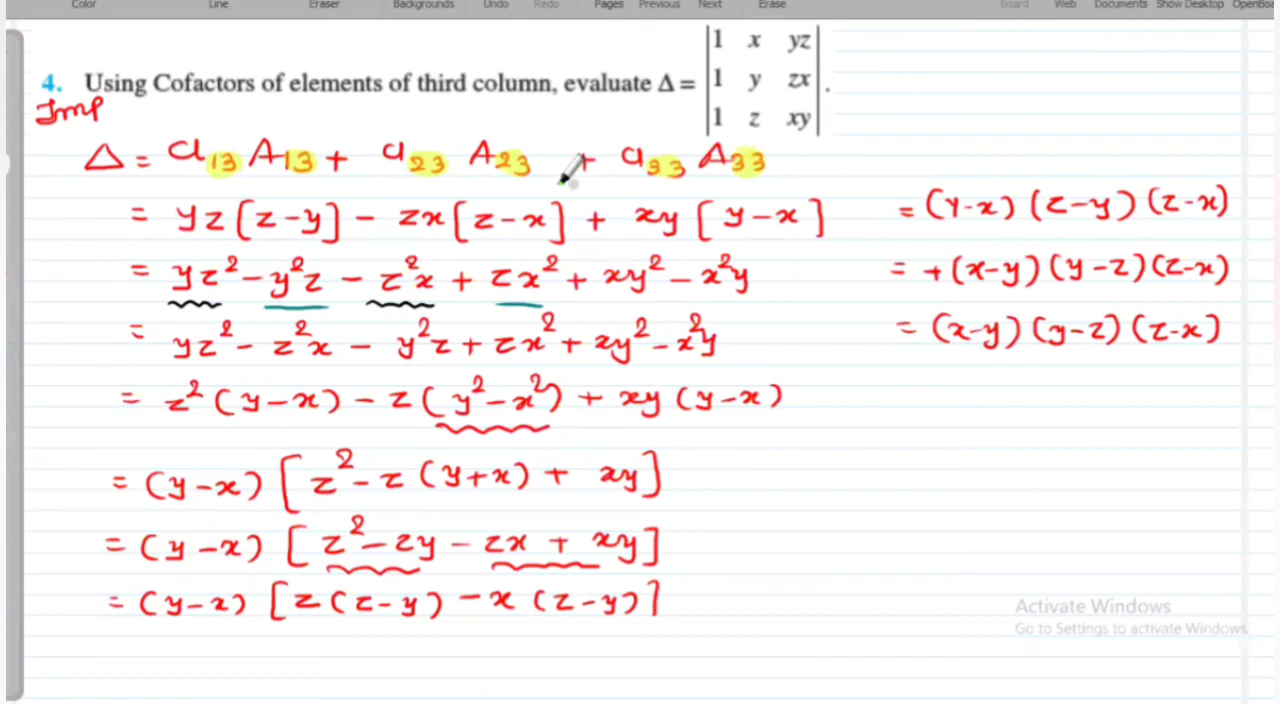 Color Line Eraser Backgrounds Undo Redo Pages Previous Next Erase Board Web Documents Show Desktop OpenBoa
4. Using Cofactors of elements of third column, evaluate Δ = |1 x yz|
|1 y zx|.
|1 z xy|
Imp
Δ = a13 A13 + a23 A23 + a33 A33
= yz[z-y] - zx[z-x] + xy[y-x]
= yz² - y²z - z²x + zx² + xy² - x²y
= yz² - z²x - y²z + zx² + xy² - x²y
= z²(y-x) - z(y²-x²) + xy(y-x)
= (y-x) [z² - z(y+x) + xy]
= (y-x) [z² - zy - zx + xy]
= (y-x) [z(z-y) - x(z-y)]
= (y-x)(z-y)(z-x)
= +(x-y)(y-z)(z-x)
= (x-y)(y-z)(z-x)
Activate Windows
Go to Settings to activate Windows.